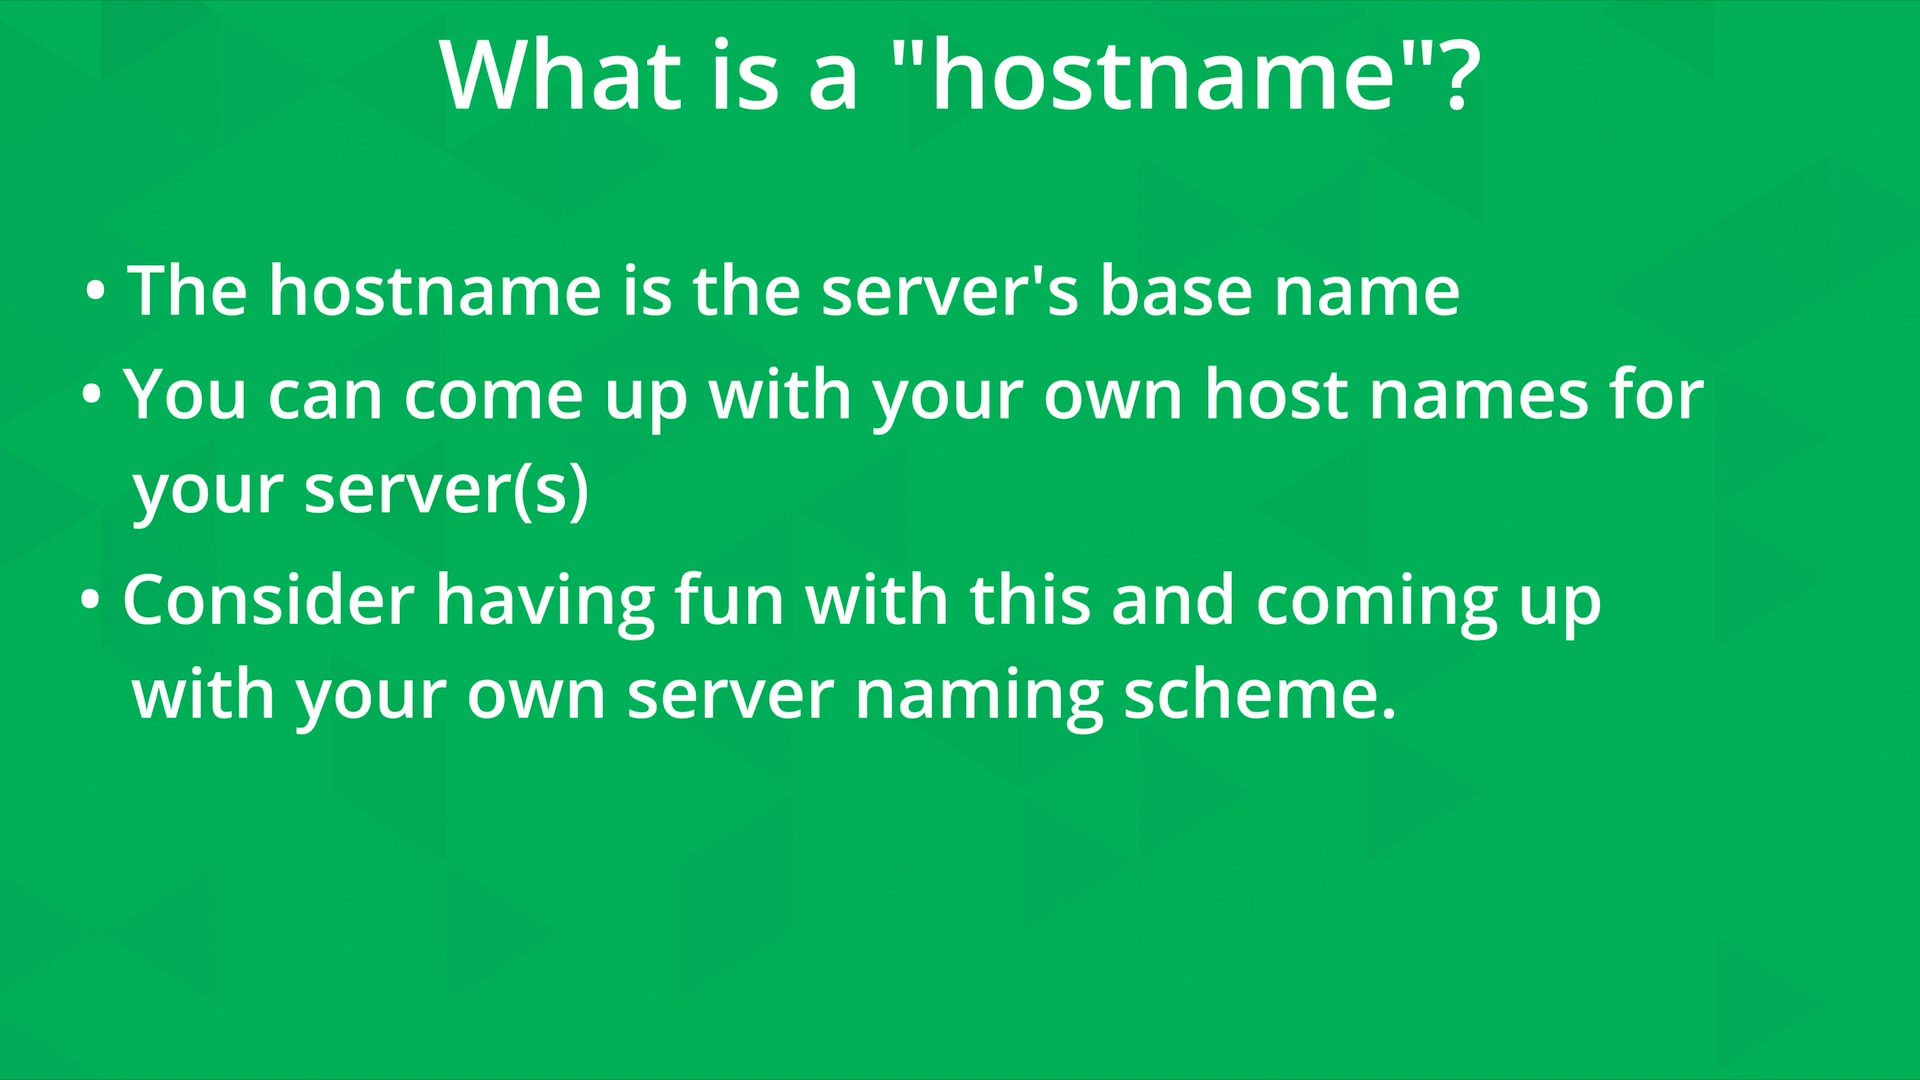 What is a "hostname"?
• The hostname is the server's base name
• You can come up with your own host names for
your server(s)
• Consider having fun with this and coming up
with your own server naming scheme.